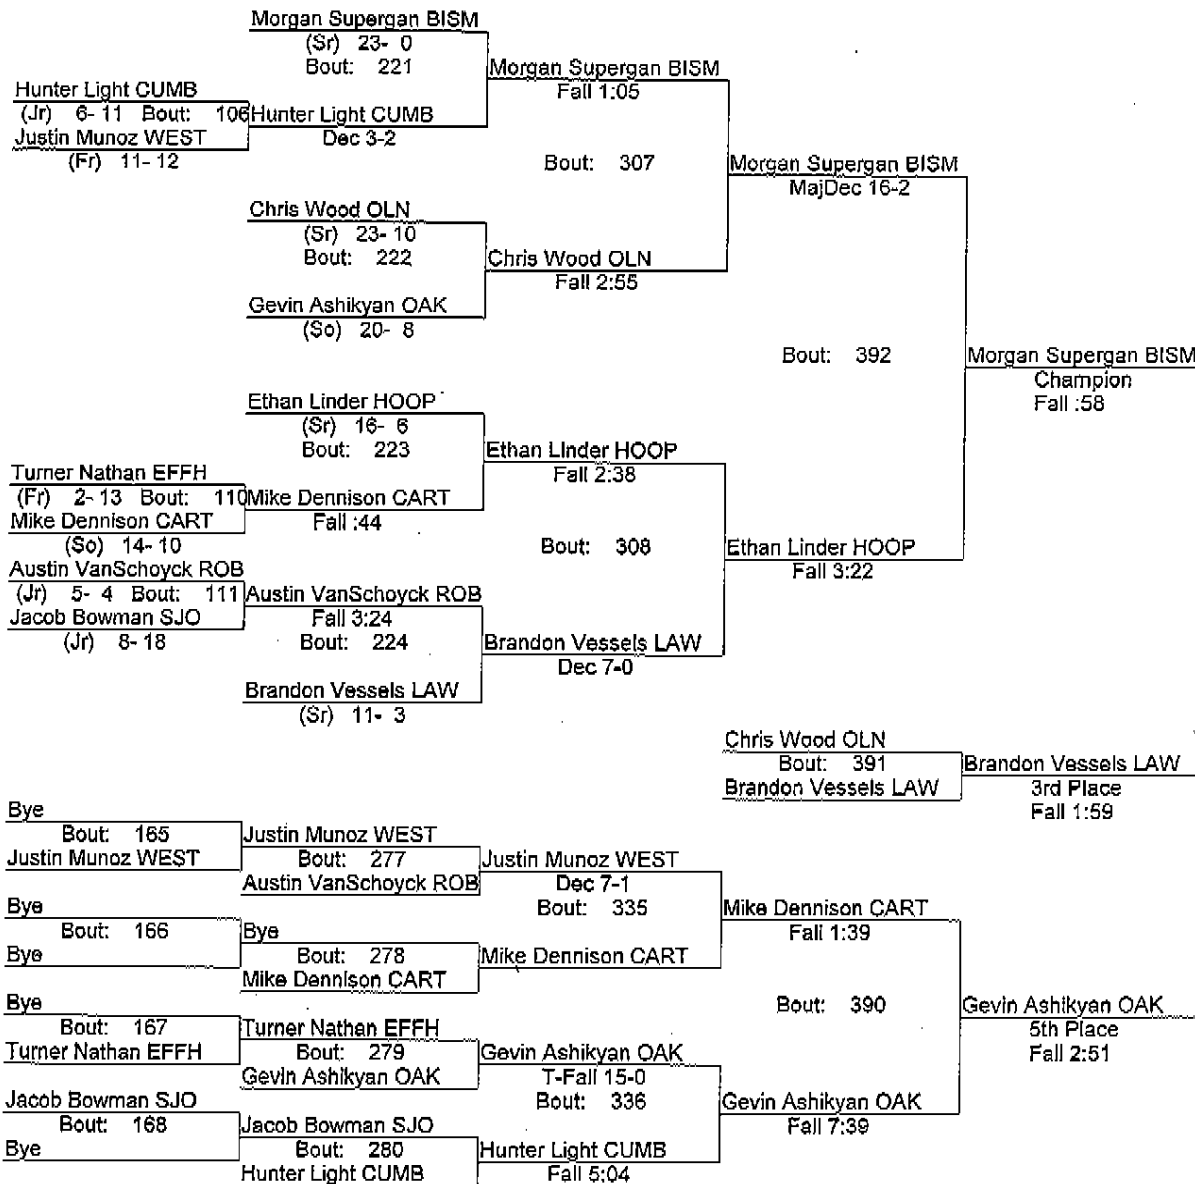 Morgan Supergan BISM
(Sr) 23- 0
Bout: 221
Morgan Supergan BISM
Fall 1:05
Hunter Light CUMB
(Jr) 6- 11 Bout: 106
Hunter Light CUMB
Dec 3-2
Justin Munoz WEST
(Fr) 11- 12
Bout: 307
Morgan Supergan BISM
MajDec 16-2
Chris Wood OLN
(Sr) 23- 10
Bout: 222
Chris Wood OLN
Fall 2:55
Gevin Ashikyan OAK
(So) 20- 8
Bout: 392
Morgan Supergan BISM
Champion
Fall :58
Ethan Linder HOOP
(Sr) 16- 6
Bout: 223
Ethan Linder HOOP
Fall 2:38
Turner Nathan EFFH
(Fr) 2- 13 Bout: 110
Mike Dennison CART
Fall :44
Mike Dennison CART
(So) 14- 10
Bout: 308
Ethan Linder HOOP
Fall 3:22
Austin VanSchoyck ROB
(Jr) 5- 4 Bout: 111
Austin VanSchoyck ROB
Fall 3:24
Jacob Bowman SJO
(Jr) 8- 18
Bout: 224
Brandon Vessels LAW
Dec 7-0
Brandon Vessels LAW
(Sr) 11- 3
Chris Wood OLN
Bout: 391
Brandon Vessels LAW
Brandon Vessels LAW
3rd Place
Fall 1:59
Bye
Bout: 165
Justin Munoz WEST
Justin Munoz WEST
Bout: 277
Austin VanSchoyck ROB
Justin Munoz WEST
Dec 7-1
Bout: 335
Mike Dennison CART
Fall 1:39
Bye
Bout: 166
Bye
Bye
Bout: 278
Mike Dennison CART
Mike Dennison CART
Bout: 390
Gevin Ashikyan OAK
5th Place
Fall 2:51
Bye
Bout: 167
Turner Nathan EFFH
Turner Nathan EFFH
Bout: 279
Gevin Ashikyan OAK
Gevin Ashikyan OAK
T-Fall 15-0
Bout: 336
Gevin Ashikyan OAK
Fall 7:39
Jacob Bowman SJO
Bout: 168
Bye
Jacob Bowman SJO
Bout: 280
Hunter Light CUMB
Hunter Light CUMB
Fall 5:04